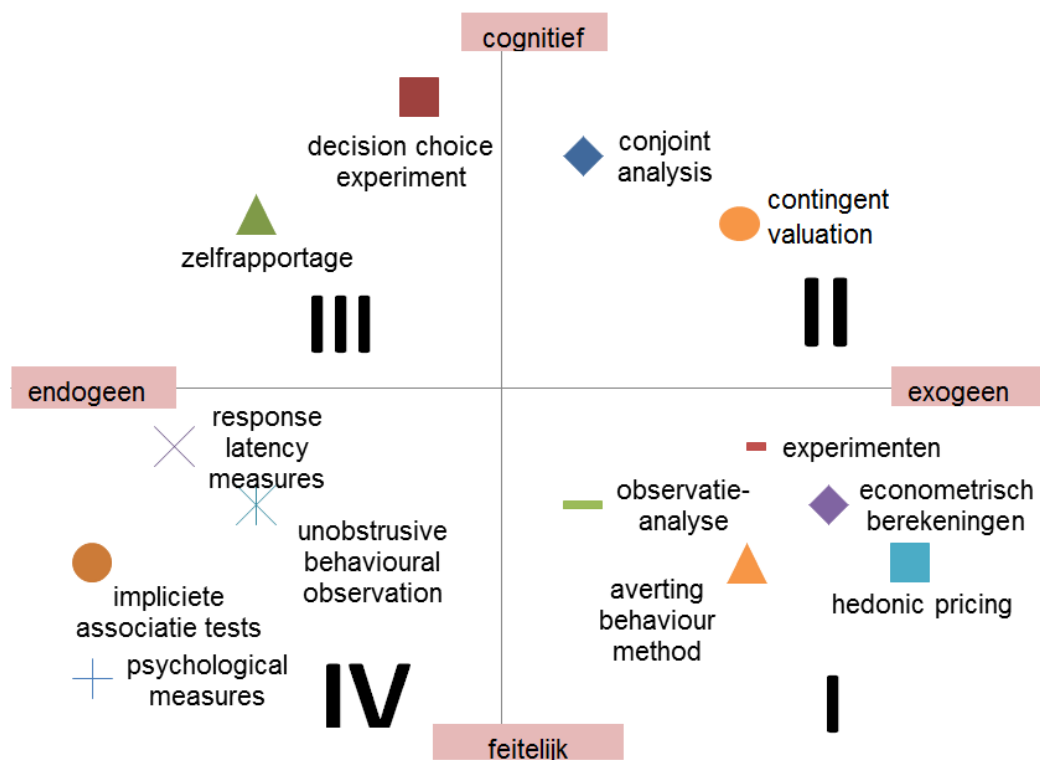 cognitief
decision choice
experiment
conjoint
analysis
contingent
valuation
zelfrapportage
III
II
endogeen
exogeen
response
latency
measures
experimenten
observatie-
analyse
econometrisch
berekeningen
unobstrusive
behavioural
observation
impliciete
associatie tests
averting
behaviour
method
hedonic pricing
psychological
measures
IV
I
feitelijk